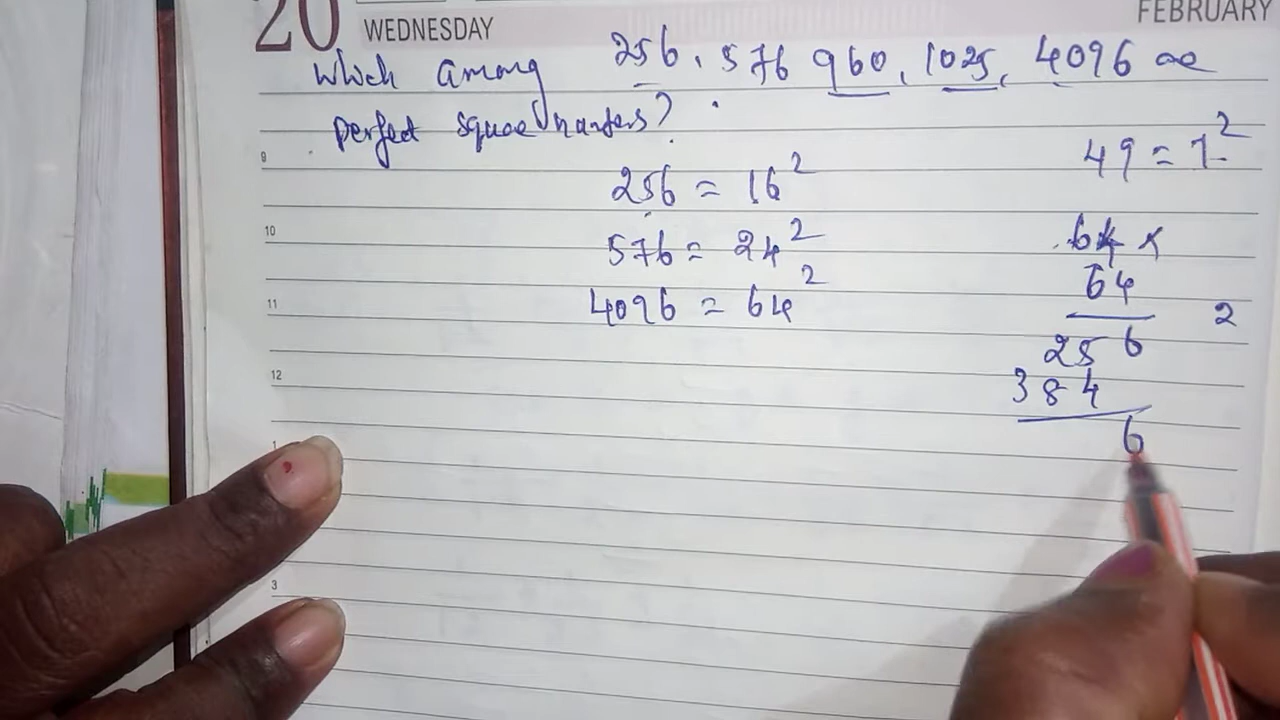 20 WEDNESDAY FEBRUARY
Which among 256, 576 960, 1025, 4096 are
perfect square numbers?
9
49 = 7²
256 = 16²
10
64 ×
576 = 24²
64
11
4096 = 64²
2
256
12
384
6
1
3